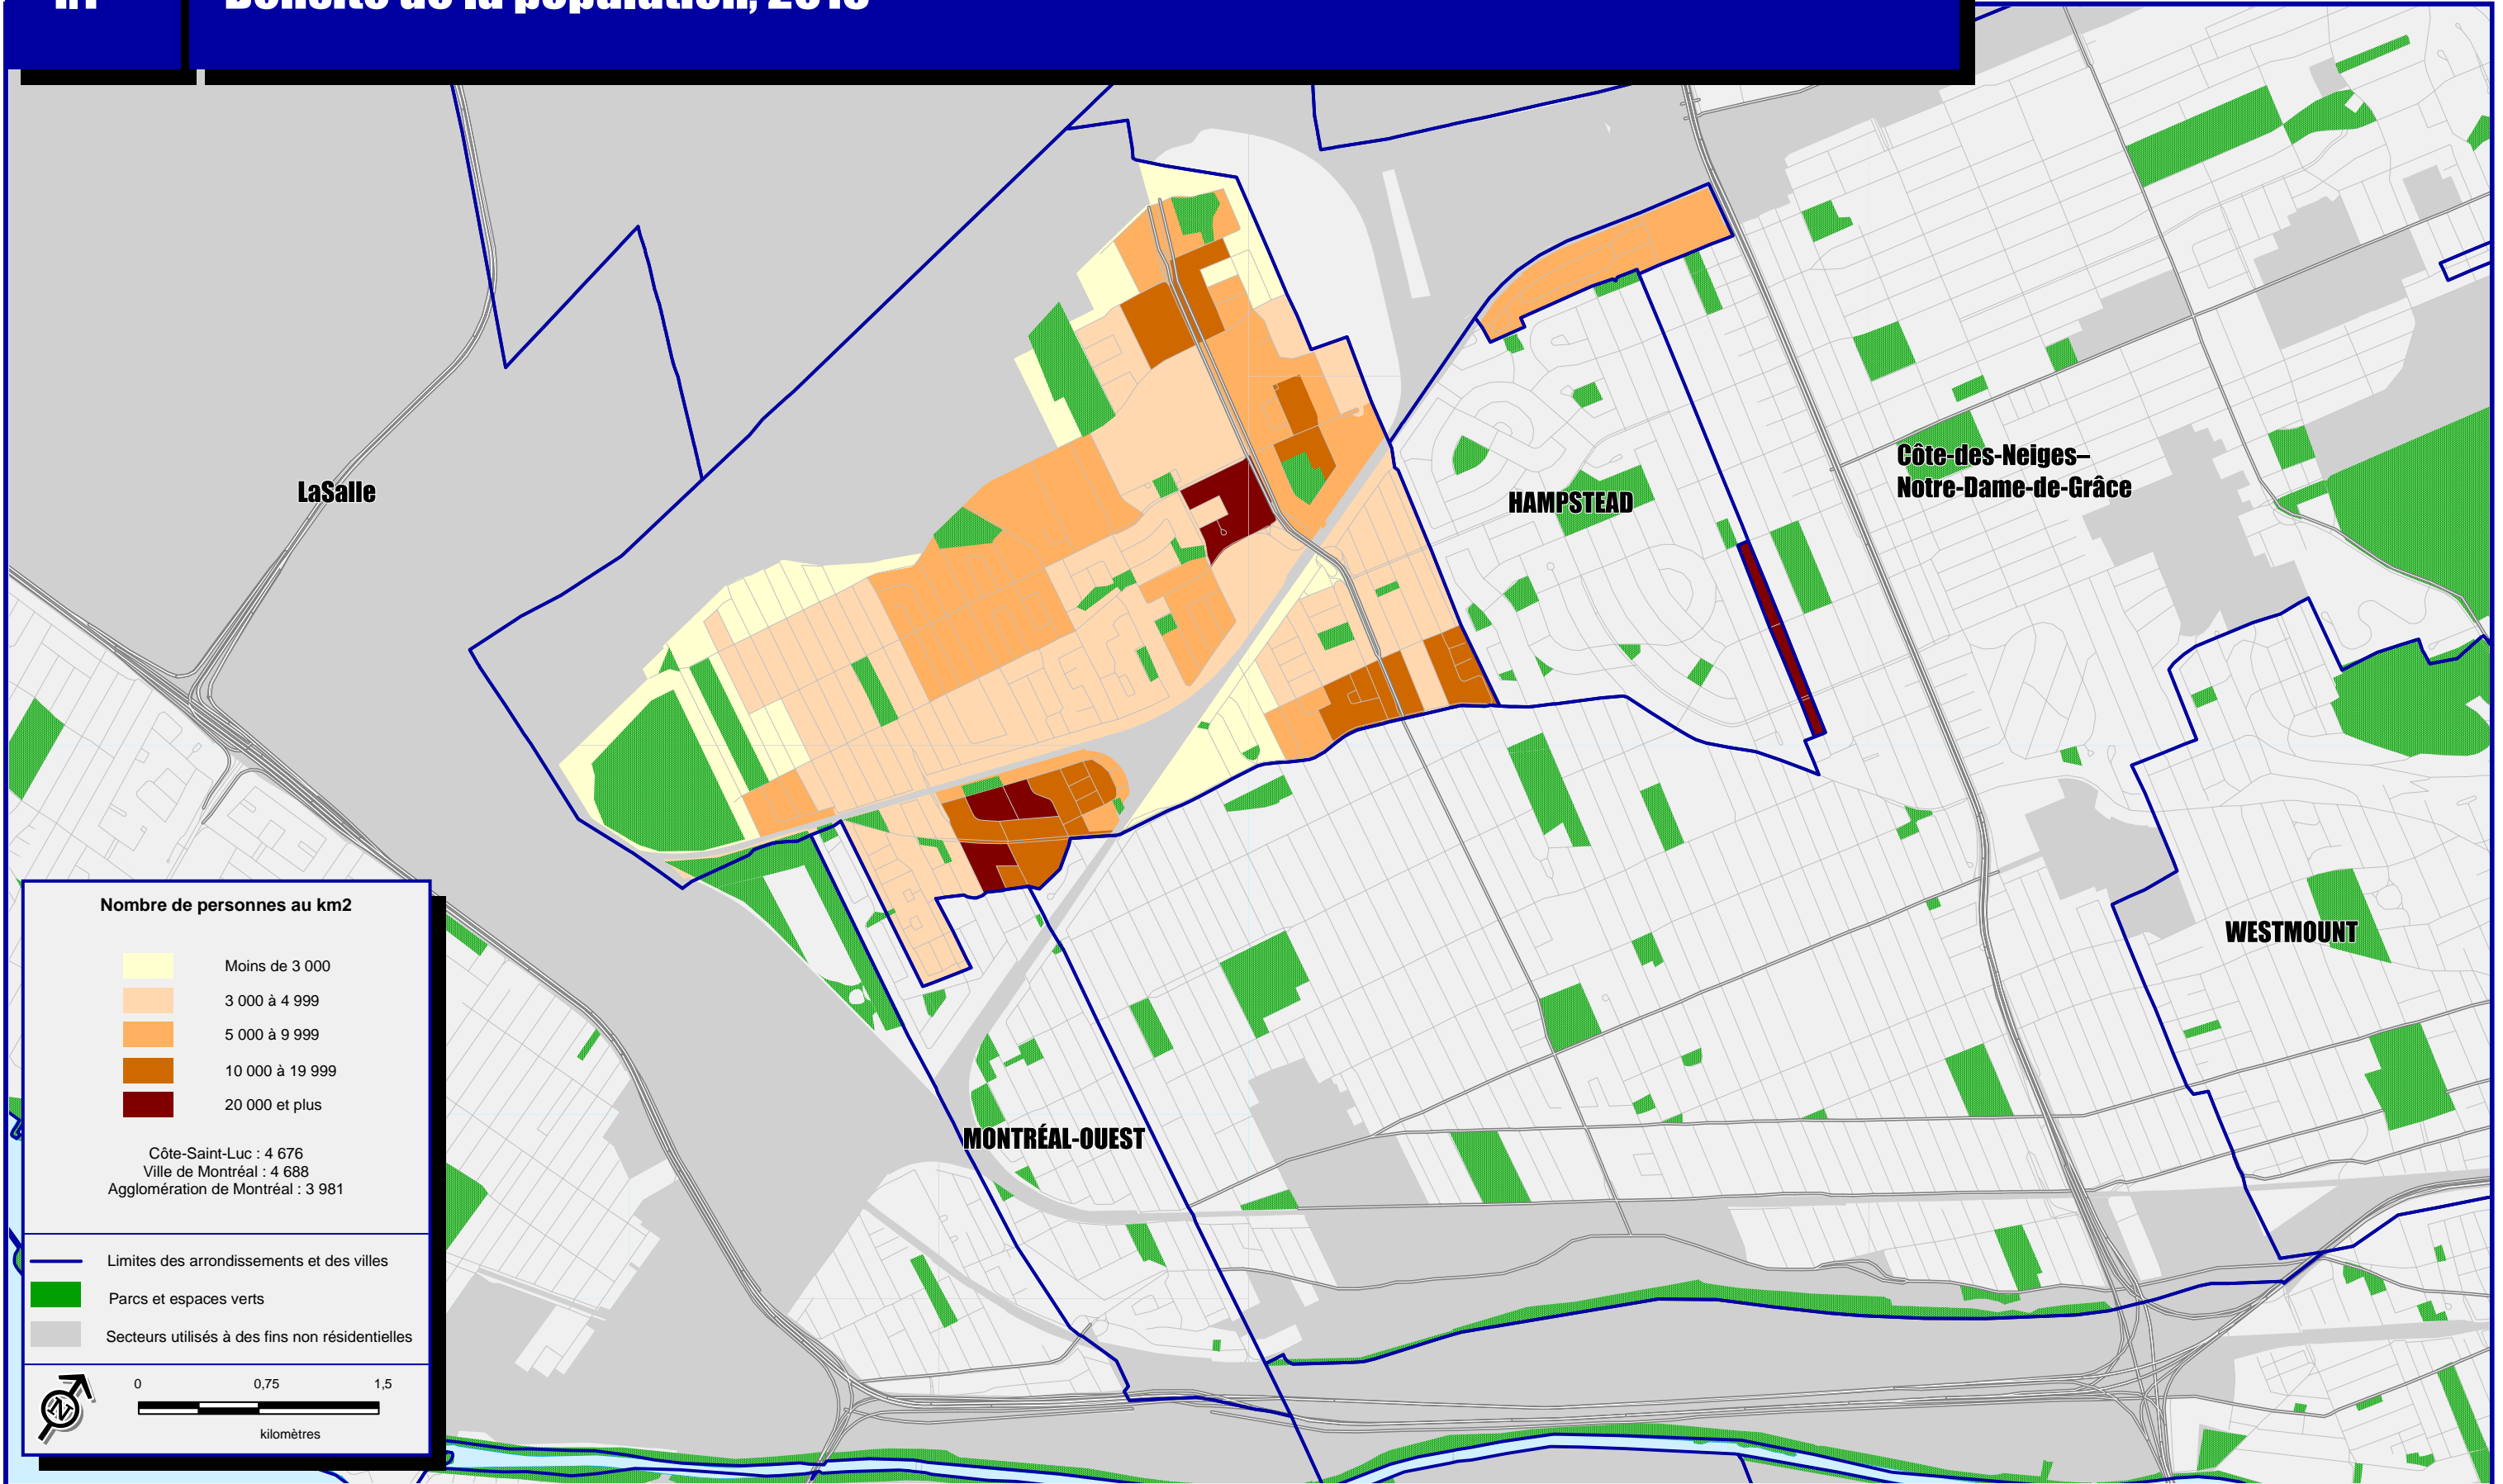 LaSalle
HAMPSTEAD
Côte-des-Neiges–
Notre-Dame-de-Grâce
WESTMOUNT
MONTRÉAL-OUEST
Nombre de personnes au km2
Moins de 3 000
3 000 à 4 999
5 000 à 9 999
10 000 à 19 999
20 000 et plus
Côte-Saint-Luc : 4 676
Ville de Montréal : 4 688
Agglomération de Montréal : 3 981
Limites des arrondissements et des villes
Parcs et espaces verts
Secteurs utilisés à des fins non résidentielles
N
0 0,75 1,5
kilomètres